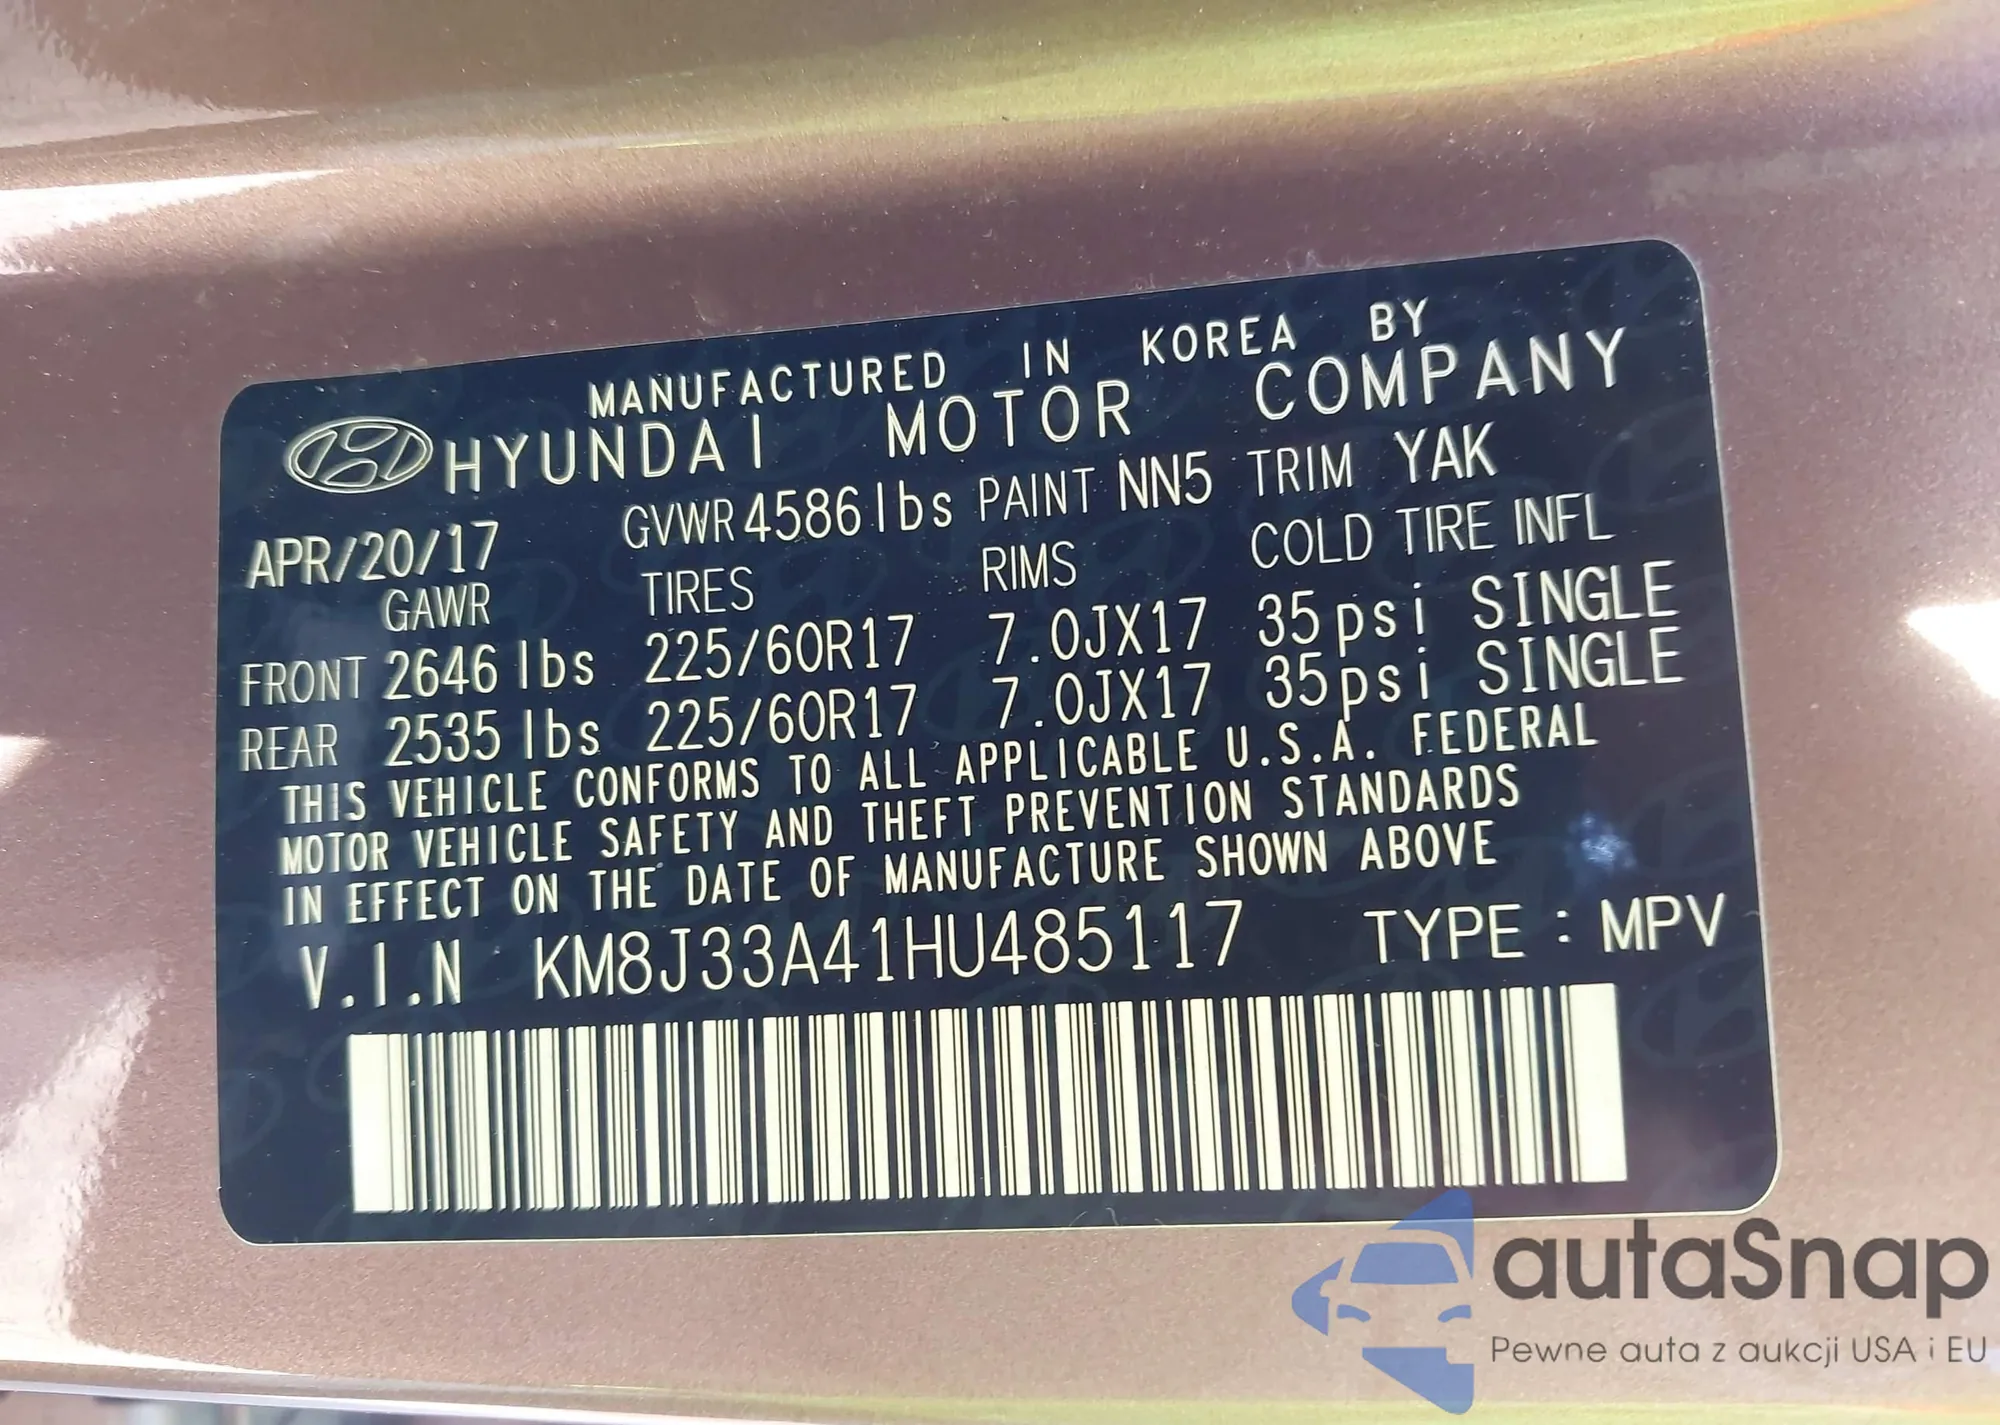 MANUFACTURED IN KOREA BY
HYUNDAI MOTOR COMPANY
APR/20/17 GVWR 4586 lbs PAINT NN5 TRIM YAK
GAWR TIRES RIMS COLD TIRE INFL
FRONT 2646 lbs 225/60R17 7.0JX17 35psi SINGLE
REAR 2535 lbs 225/60R17 7.0JX17 35psi SINGLE
THIS VEHICLE CONFORMS TO ALL APPLICABLE U.S.A. FEDERAL
MOTOR VEHICLE SAFETY AND THEFT PREVENTION STANDARDS
IN EFFECT ON THE DATE OF MANUFACTURE SHOWN ABOVE
V.I.N KM8J33A41HU485117 TYPE : MPV
autaSnap
Pewne auta z aukcji USA i EU